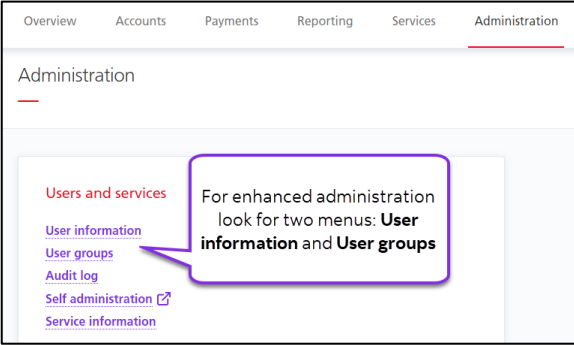 Overview Accounts Payments Reporting Services Administration
Administration
Users and services
User information
User groups
Audit log
Self administration
Service information
For enhanced administration
look for two menus: User
information and User groups